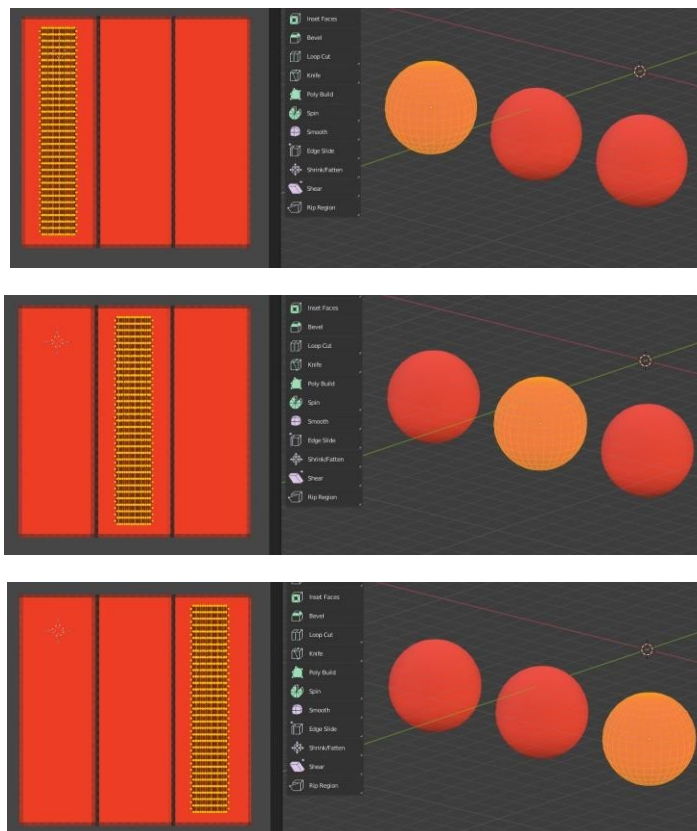 Inset Faces
Bevel
Loop Cut
Knife
Poly Build
Spin
Smooth
Edge Slide
Shrink/Fatten
Shear
Rip Region
Inset Faces
Bevel
Loop Cut
Knife
Poly Build
Spin
Smooth
Edge Slide
Shrink/Fatten
Shear
Rip Region
Inset Faces
Bevel
Loop Cut
Knife
Poly Build
Spin
Smooth
Edge Slide
Shrink/Fatten
Shear
Rip Region